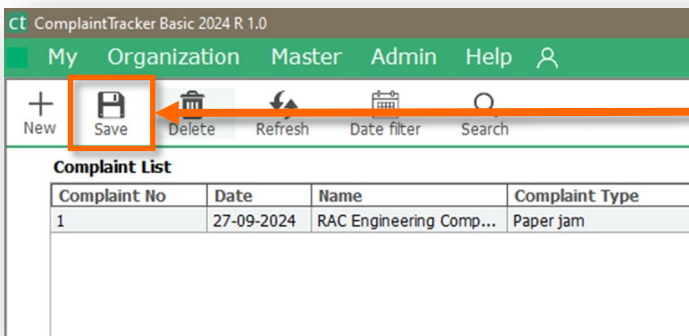 ct ComplaintTracker Basic 2024 R 1.0
My Organization Master Admin Help
New Save Delete Refresh Date filter Search
Complaint List
Complaint No Date Name Complaint Type
1 27-09-2024 RAC Engineering Comp... Paper jam